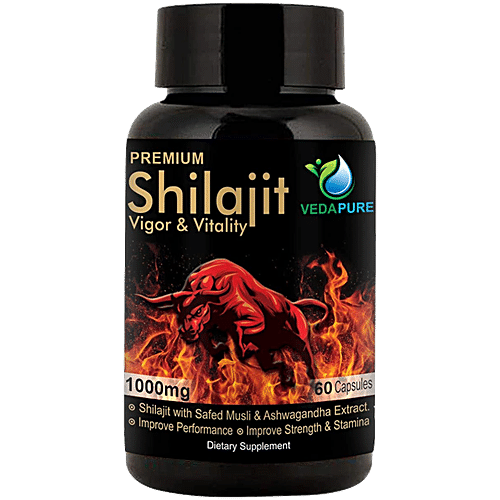 PREMIUM
Shilajit
Vigor & Vitality
VEDAPURE
1000mg
60 Capsules
Shilajit with Safed Musli & Ashwagandha Extract.
Improve Performance Improve Strength & Stamina
Dietary Supplement